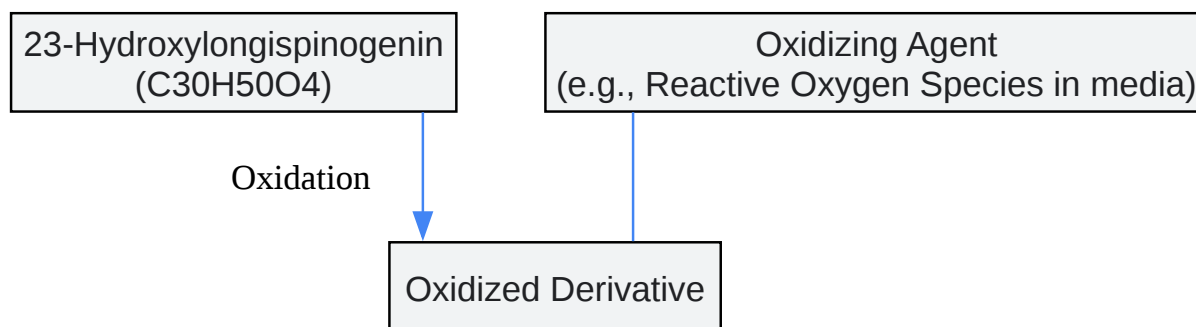 23-Hydroxylongispinogenin
(C30H50O4)
Oxidizing Agent
(e.g., Reactive Oxygen Species in media)
Oxidation
Oxidized Derivative